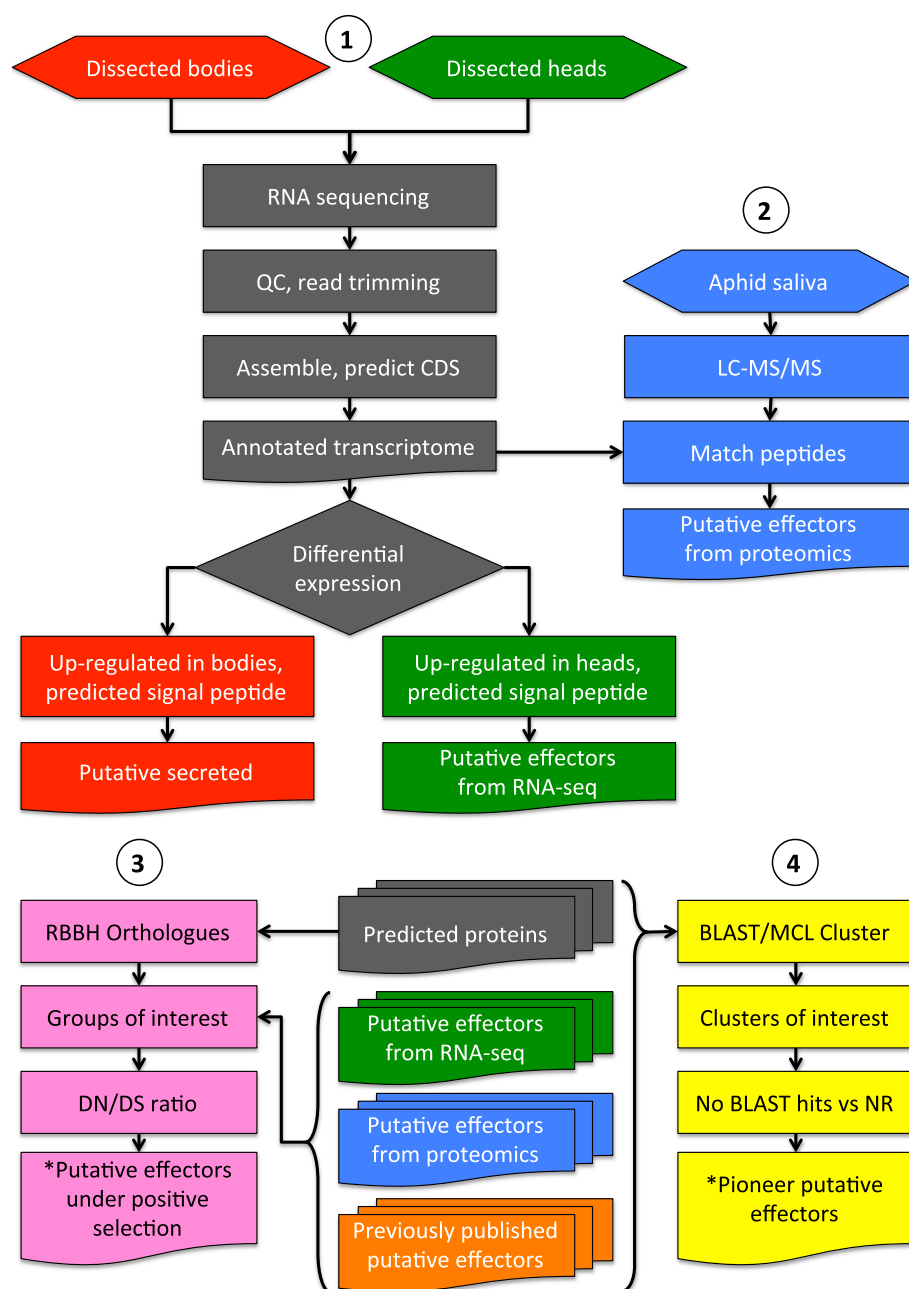 1
Dissected bodies
Dissected heads
RNA sequencing
QC, read trimming
Assemble, predict CDS
Annotated transcriptome
Differential
expression
Up-regulated in bodies,
predicted signal peptide
Putative secreted
Up-regulated in heads,
predicted signal peptide
Putative effectors
from RNA-seq
2
Aphid saliva
LC-MS/MS
Match peptides
Putative effectors
from proteomics
3
RBBH Orthologues
Groups of interest
DN/DS ratio
*Putative effectors
under positive
selection
Predicted proteins
Putative effectors
from RNA-seq
Putative effectors
from proteomics
Previously published
putative effectors
4
BLAST/MCL Cluster
Clusters of interest
No BLAST hits vs NR
*Pioneer putative
effectors